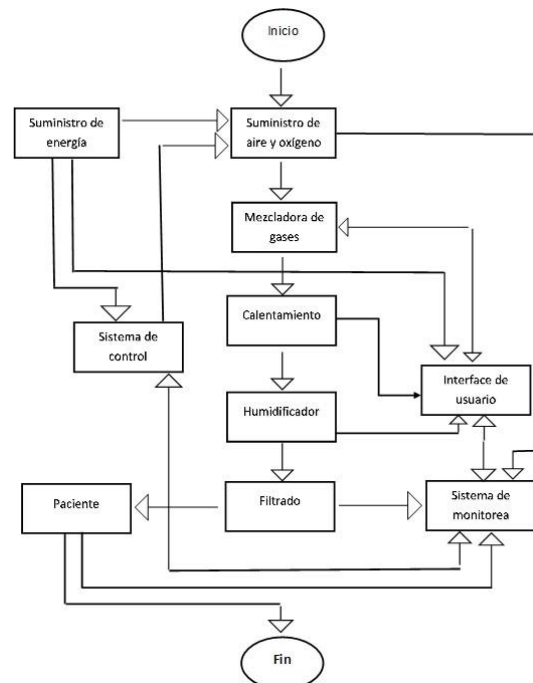 Inicio
Suministro de
energía
Suministro de
aire y oxígeno
Mezcladora de
gases
Calentamiento
Sistema de
control
Interface de
usuario
Humidificador
Paciente
Filtrado
Sistema de
monitorea
Fin